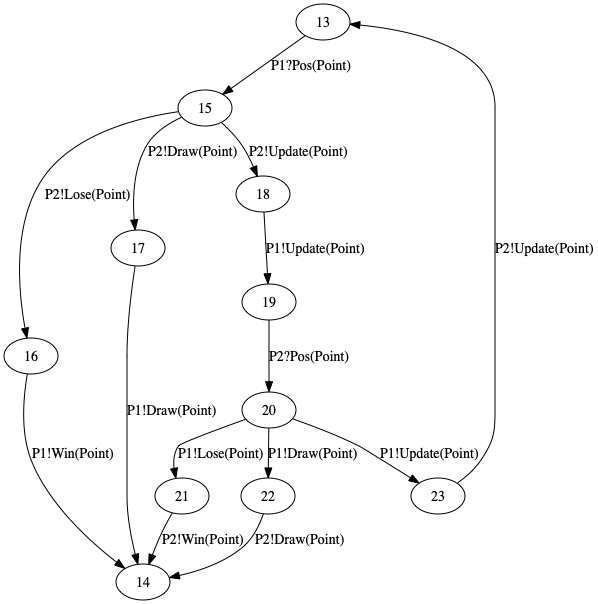 13
P1?Pos(Point)
15
P2!Draw(Point)
P2!Update(Point)
P2!Lose(Point)
18
17
P1!Update(Point)
P2!Update(Point)
19
16
P2?Pos(Point)
20
P1!Draw(Point)
P1!Win(Point)
P1!Lose(Point)
P1!Draw(Point)
P1!Update(Point)
21
22
23
P2!Win(Point)
P2!Draw(Point)
14